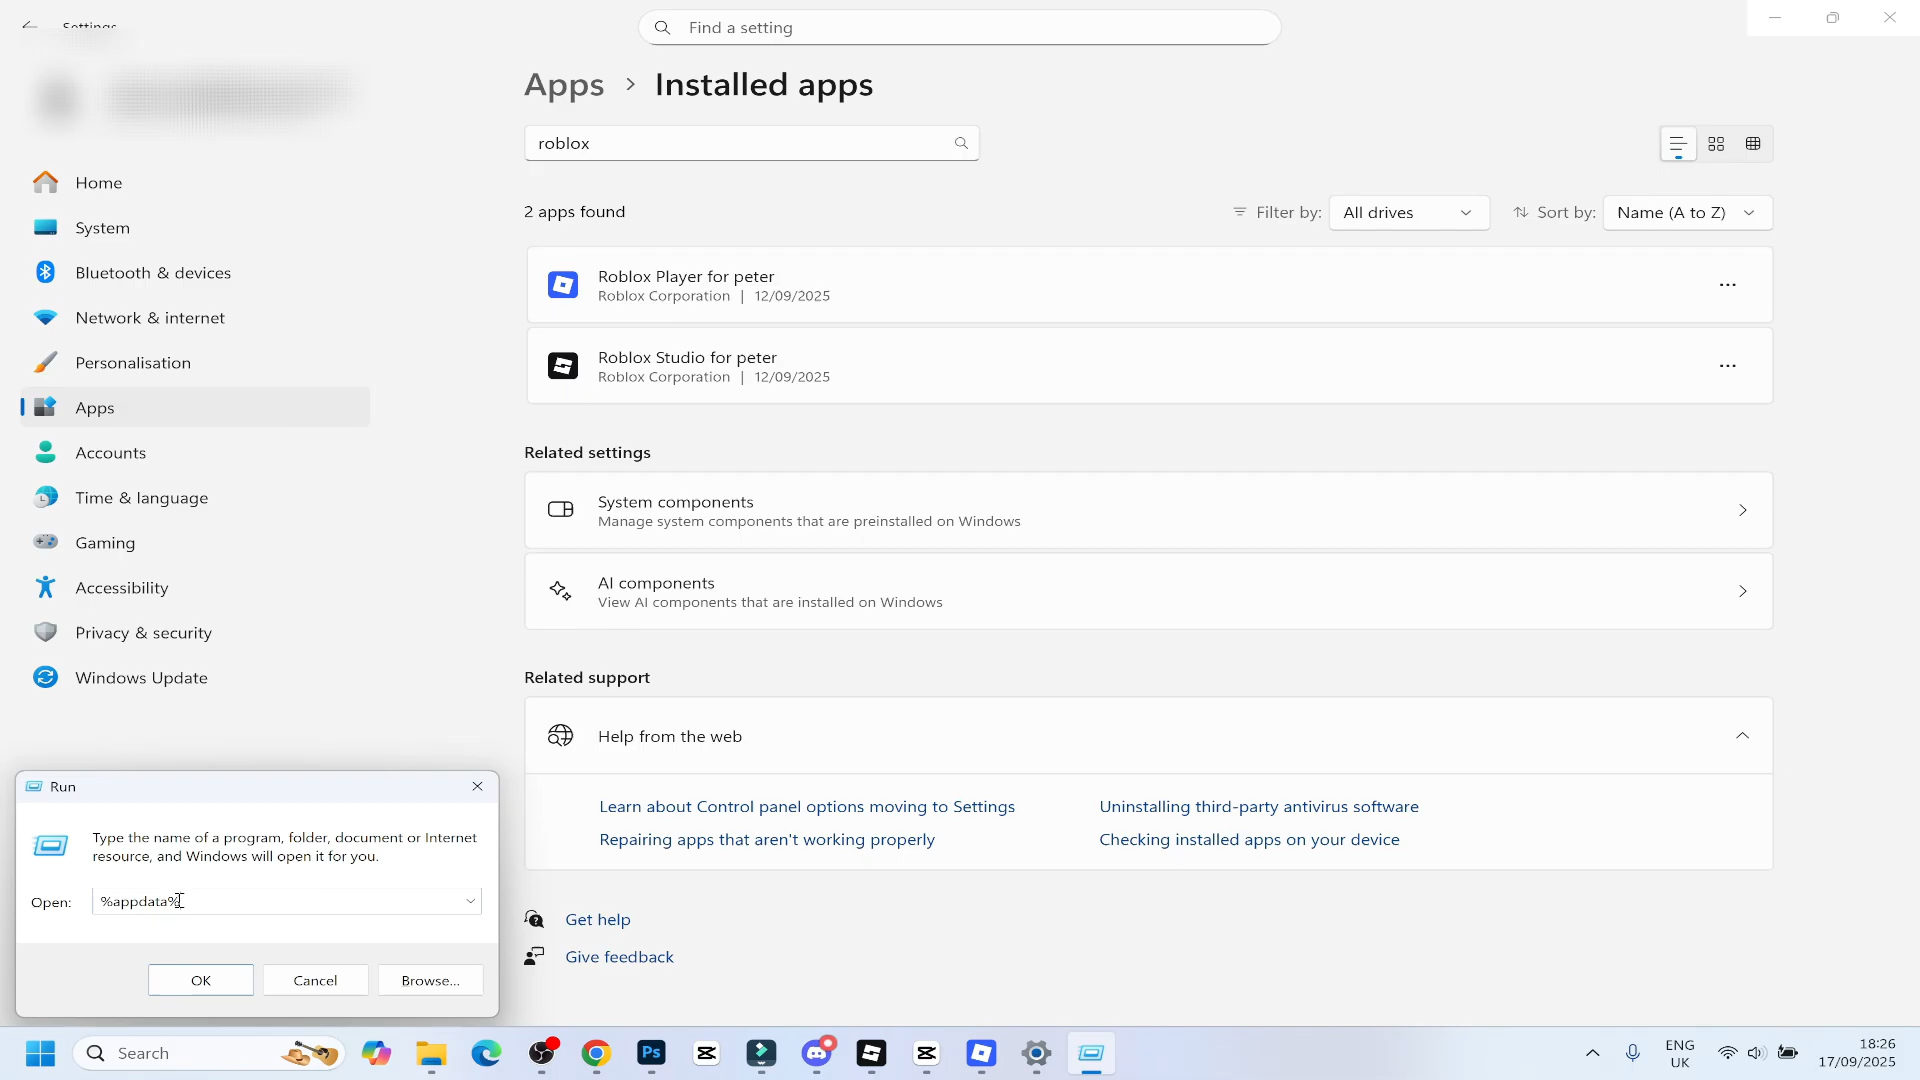 Settings
Find a setting
Apps > Installed apps
roblox
Home
System
Bluetooth & devices
Network & internet
Personalisation
Apps
Accounts
Time & language
Gaming
Accessibility
Privacy & security
Windows Update
2 apps found
Filter by: All drives
Sort by: Name (A to Z)
Roblox Player for peter
Roblox Corporation | 12/09/2025
Roblox Studio for peter
Roblox Corporation | 12/09/2025
Related settings
System components
Manage system components that are preinstalled on Windows
AI components
View AI components that are installed on Windows
Related support
Help from the web
Learn about Control panel options moving to Settings
Uninstalling third-party antivirus software
Repairing apps that aren't working properly
Checking installed apps on your device
Get help
Give feedback
Run
Type the name of a program, folder, document or Internet
resource, and Windows will open it for you.
Open: %appdata%
OK
Cancel
Browse...
Search
Ps
ENG
UK
18:26
17/09/2025